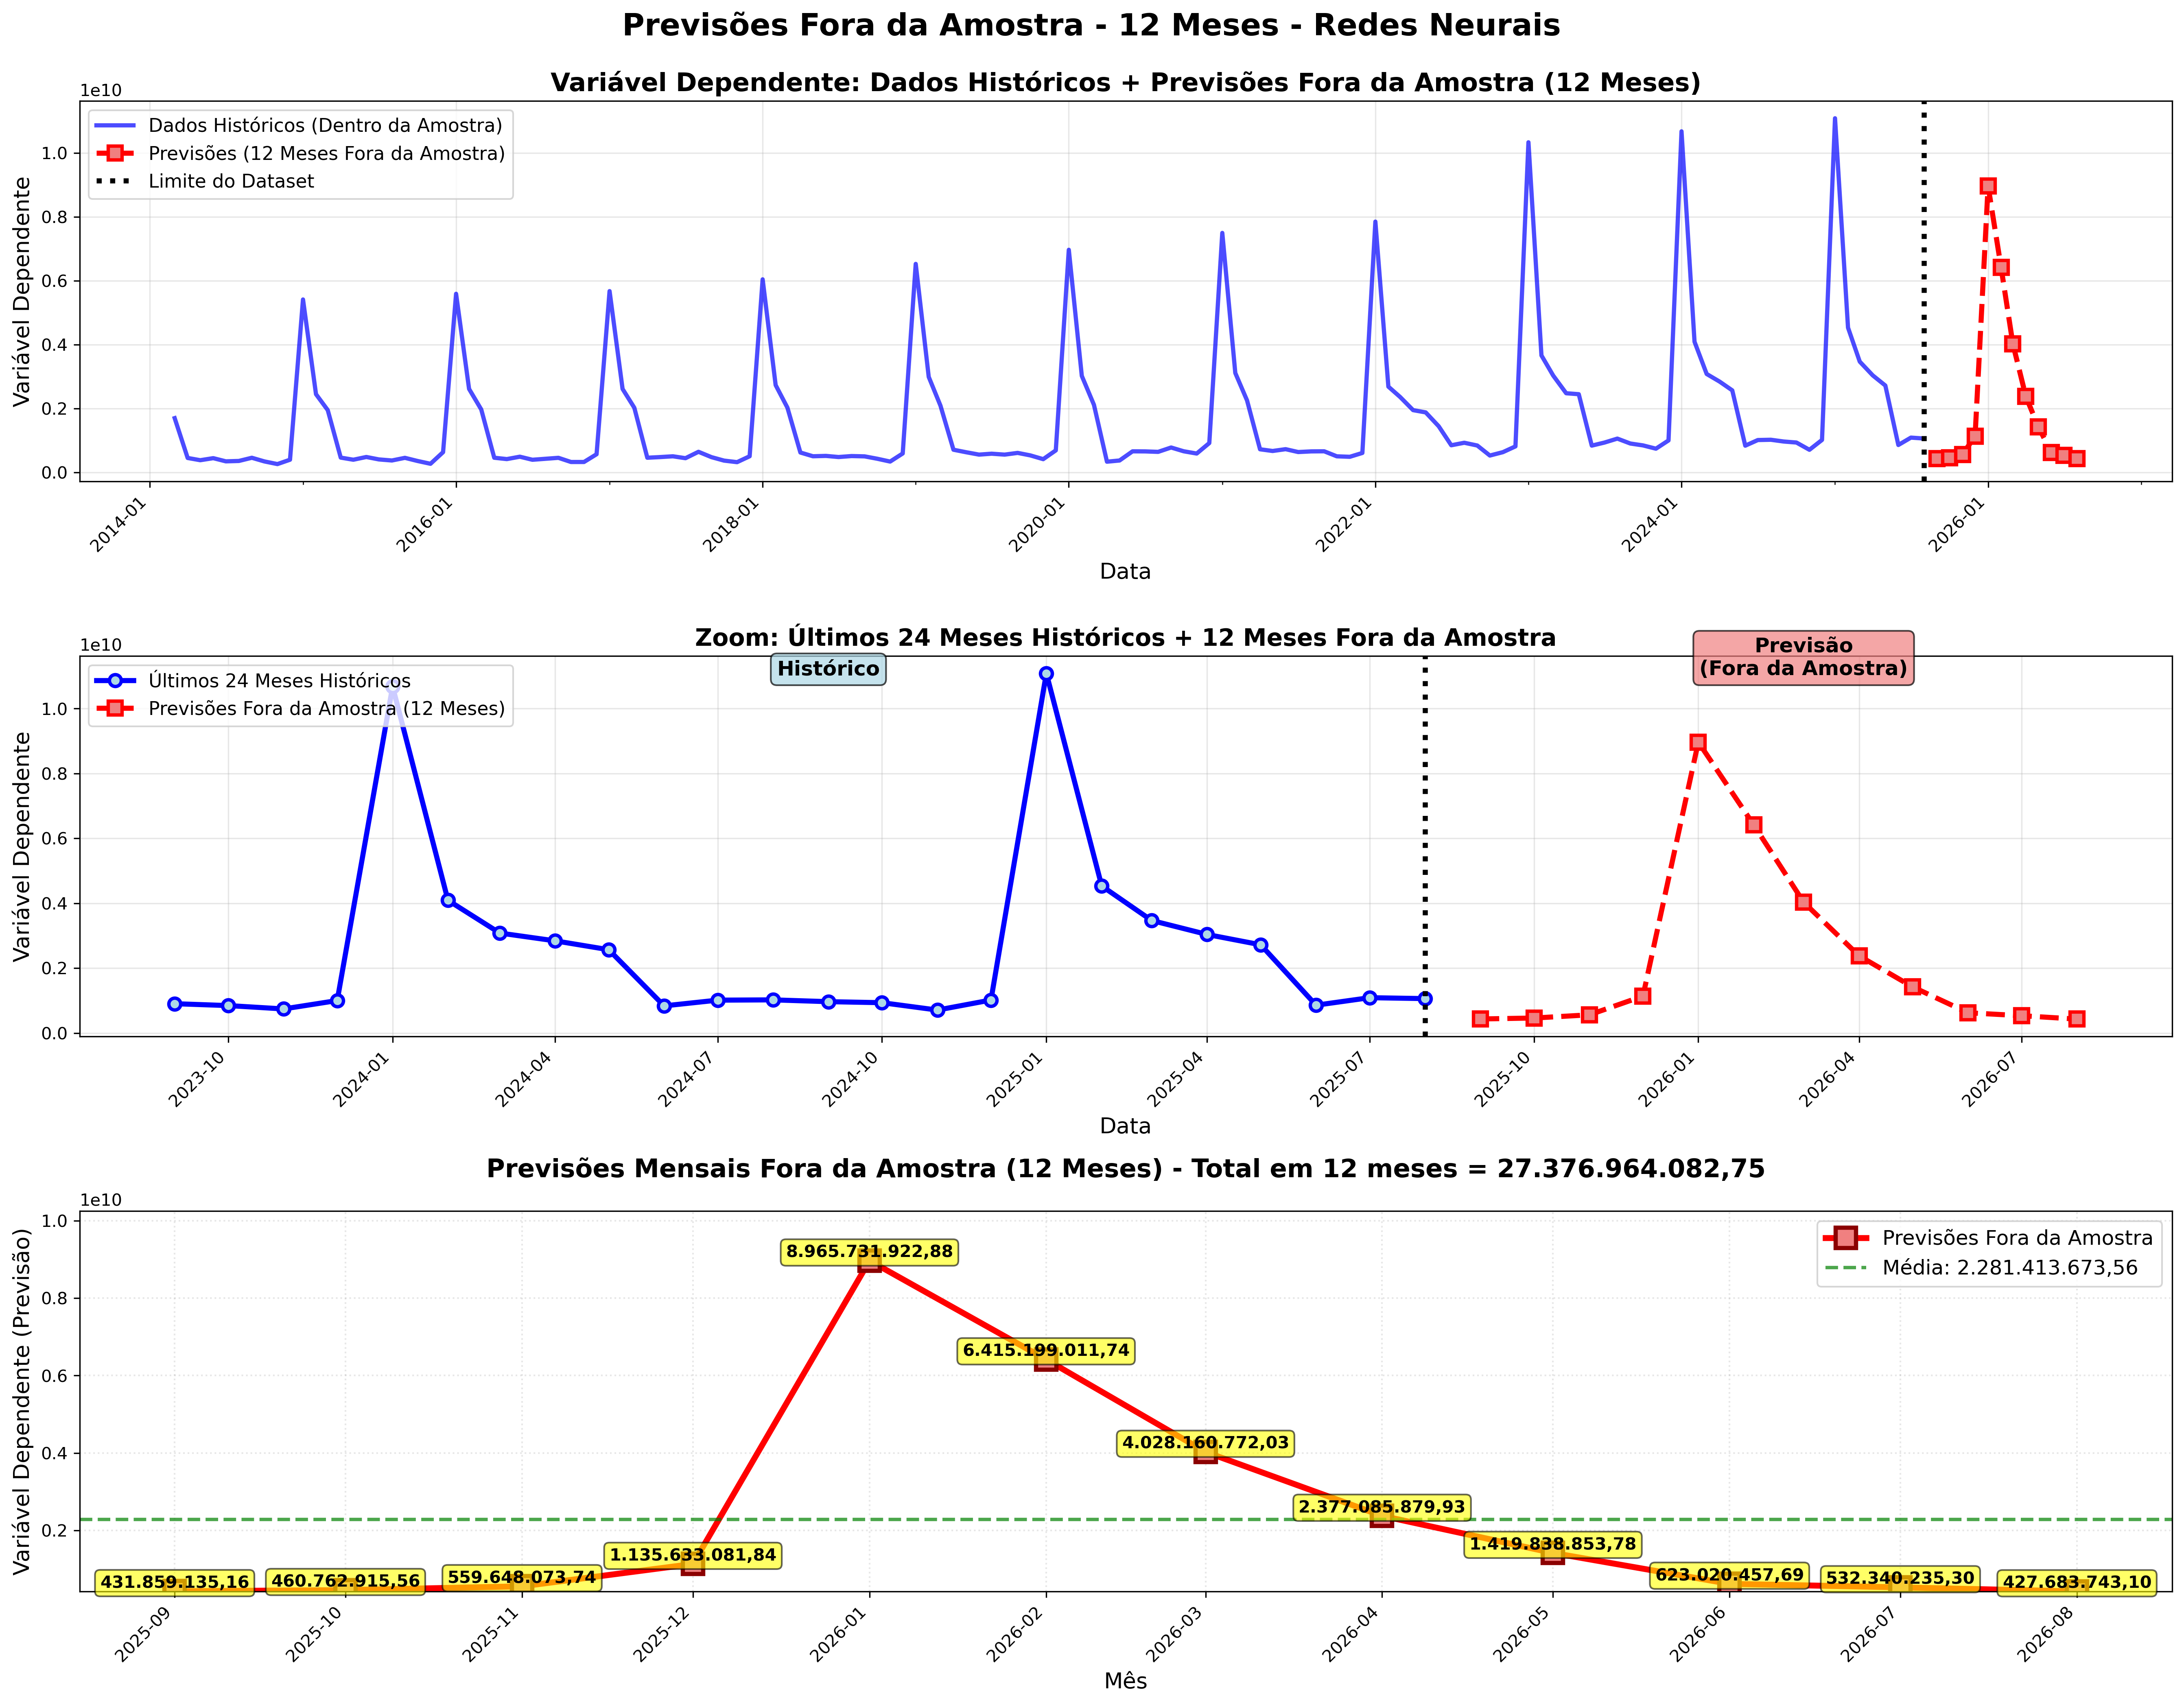 Previsões Fora da Amostra - 12 Meses - Redes Neurais
Variável Dependente: Dados Históricos + Previsões Fora da Amostra (12 Meses)
1e10
Dados Históricos (Dentro da Amostra)
Previsões (12 Meses Fora da Amostra)
Limite do Dataset
Variável Dependente
1.0
0.8
0.6
0.4
0.2
0.0
2014-01
2016-01
2018-01
2020-01
2022-01
2024-01
2026-01
Data
Zoom: Últimos 24 Meses Históricos + 12 Meses Fora da Amostra
1e10
Últimos 24 Meses Históricos
Previsões Fora da Amostra (12 Meses)
Histórico
Previsão
(Fora da Amostra)
Variável Dependente
1.0
0.8
0.6
0.4
0.2
0.0
2023-10
2024-01
2024-04
2024-07
2024-10
2025-01
2025-04
2025-07
2025-10
2026-01
2026-04
2026-07
Data
Previsões Mensais Fora da Amostra (12 Meses) - Total em 12 meses = 27.376.964.082,75
1e10
Previsões Fora da Amostra
Média: 2.281.413.673,56
Variável Dependente (Previsão)
1.0
0.8
0.6
0.4
0.2
431.859.135,16
460.762.915,56
559.648.073,74
1.135.633.081,84
8.965.731.922,88
6.415.199.011,74
4.028.160.772,03
2.377.085.879,93
1.419.838.853,78
623.020.457,69
532.340.235,30
427.683.743,10
2025-09
2025-10
2025-11
2025-12
2026-01
2026-02
2026-03
2026-04
2026-05
2026-06
2026-07
2026-08
Mês